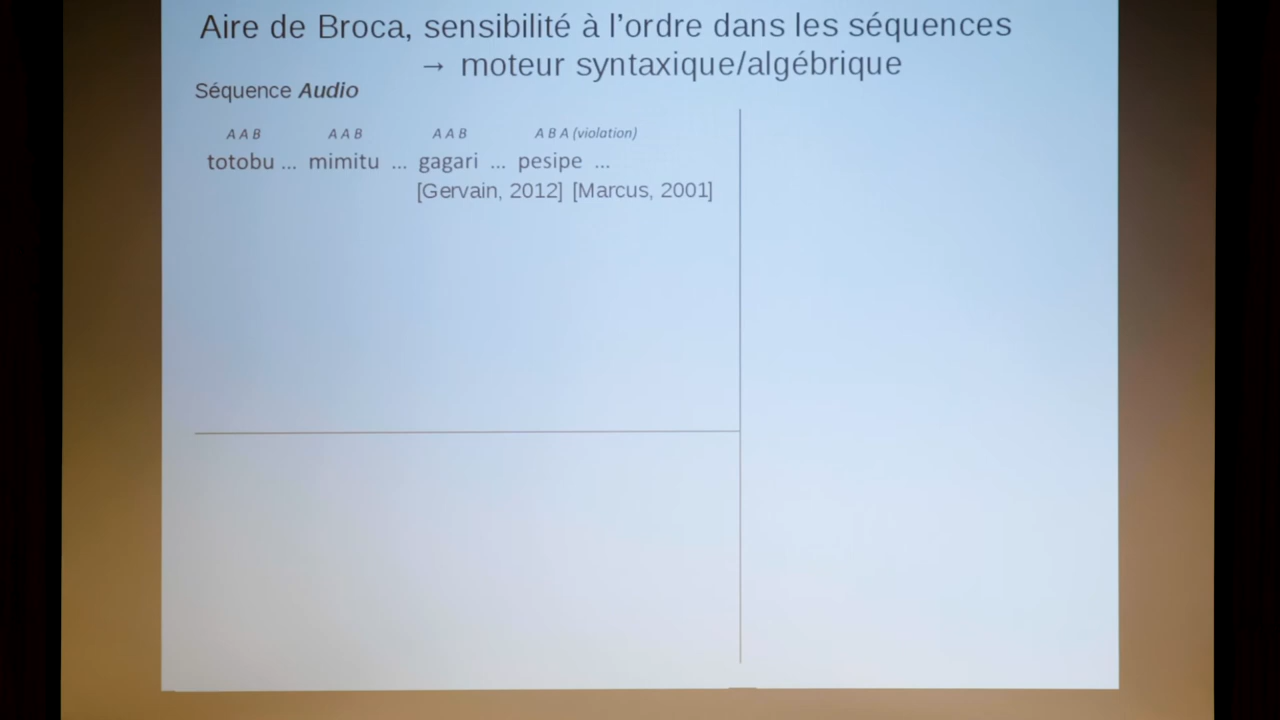 Aire de Broca, sensibilité à l’ordre dans les séquences
→ moteur syntaxique/algébrique
Séquence Audio
A A B A A B A A B A B A (violation)
totobu ... mimitu ... gagari ... pesipe ...
[Gervain, 2012] [Marcus, 2001]